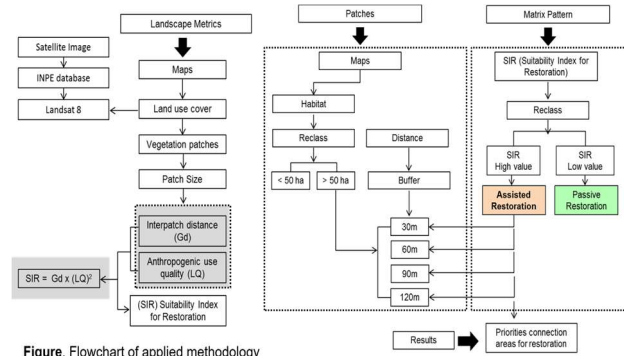 Landscape Metrics
Satellite Image
INPE database
Landsat 8
Maps
Land use cover
Vegetation patches
Patch Size
Interpatch distance
(Gd)
Anthropogenic use
quality (LQ)
SIR = Gd x (LQ)²
(SIR) Suitability Index
for Restoration
Patches
Maps
Habitat
Reclass
< 50 ha
> 50 ha
Distance
Buffer
30m
60m
90m
120m
Matrix Pattern
SIR (Suitability Index for
Restoration)
Reclass
SIR
High value
SIR
Low value
Assisted
Restoration
Passive
Restoration
Results
Priorities connection
areas for restoration
Figure. Flowchart of applied methodology